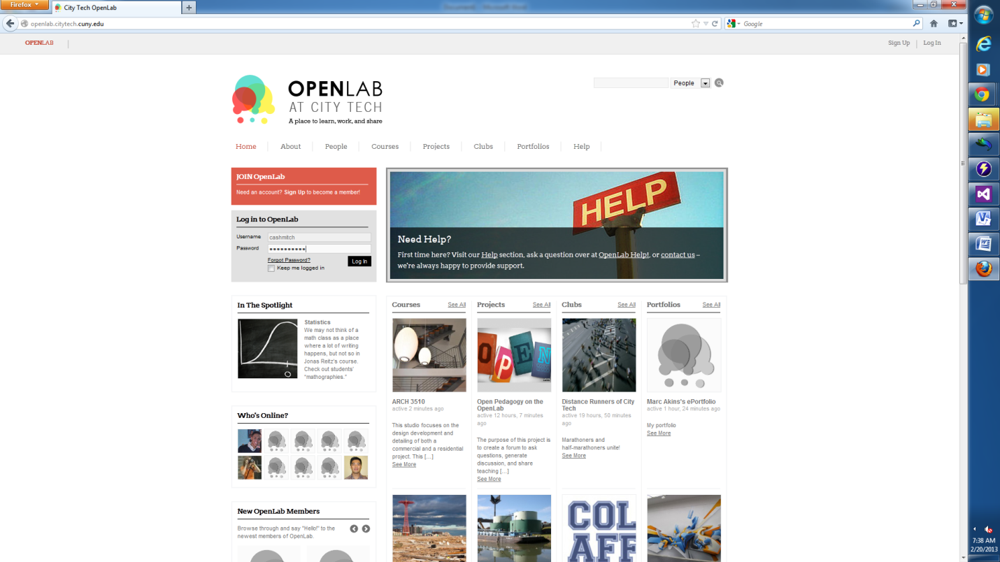 Firefox
City Tech OpenLab
openlab.citytech.cuny.edu
Google
OPENLAB
Sign Up
Log In
OPENLAB
AT CITY TECH
A place to learn, work, and share
People
Home
About
People
Courses
Projects
Clubs
Portfolios
Help
JOIN OpenLab
Need an account? Sign Up to become a member!
Log in to OpenLab
Username
cashmitch
Password
••••••••••
Forgot Password?
Keep me logged in
Log In
HELP
Need Help?
First time here? Visit our Help section, ask a question over at OpenLab Help!, or contact us –
we're always happy to provide support.
In The Spotlight
Statistics
We may not think of a
math class as a place
where a lot of writing
happens, but not so in
Jonas Reitz's course.
Check out students'
"mathographies."
Who's Online?
New OpenLab Members
Browse through and say "Hello!" to the
newest members of OpenLab.
Courses
See All
ARCH 3510
active 2 minutes ago
This studio focuses on the
design development and
detailing of both a
commercial and a residential
project. This [...]
See More
Projects
See All
OPEN
Open Pedagogy on the
OpenLab
active 12 hours, 7 minutes
ago
The purpose of this project is
to create a forum to ask
questions, generate
discussion, and share
teaching [...]
See More
Clubs
See All
Distance Runners of City
Tech
active 19 hours, 50 minutes
ago
Marathoners and
half-marathoners unite!
See More
COL
AFF
Portfolios
See All
Marc Akins's ePortfolio
active 1 hour, 24 minutes ago
My portfolio
See More
7:38 AM
2/20/2013